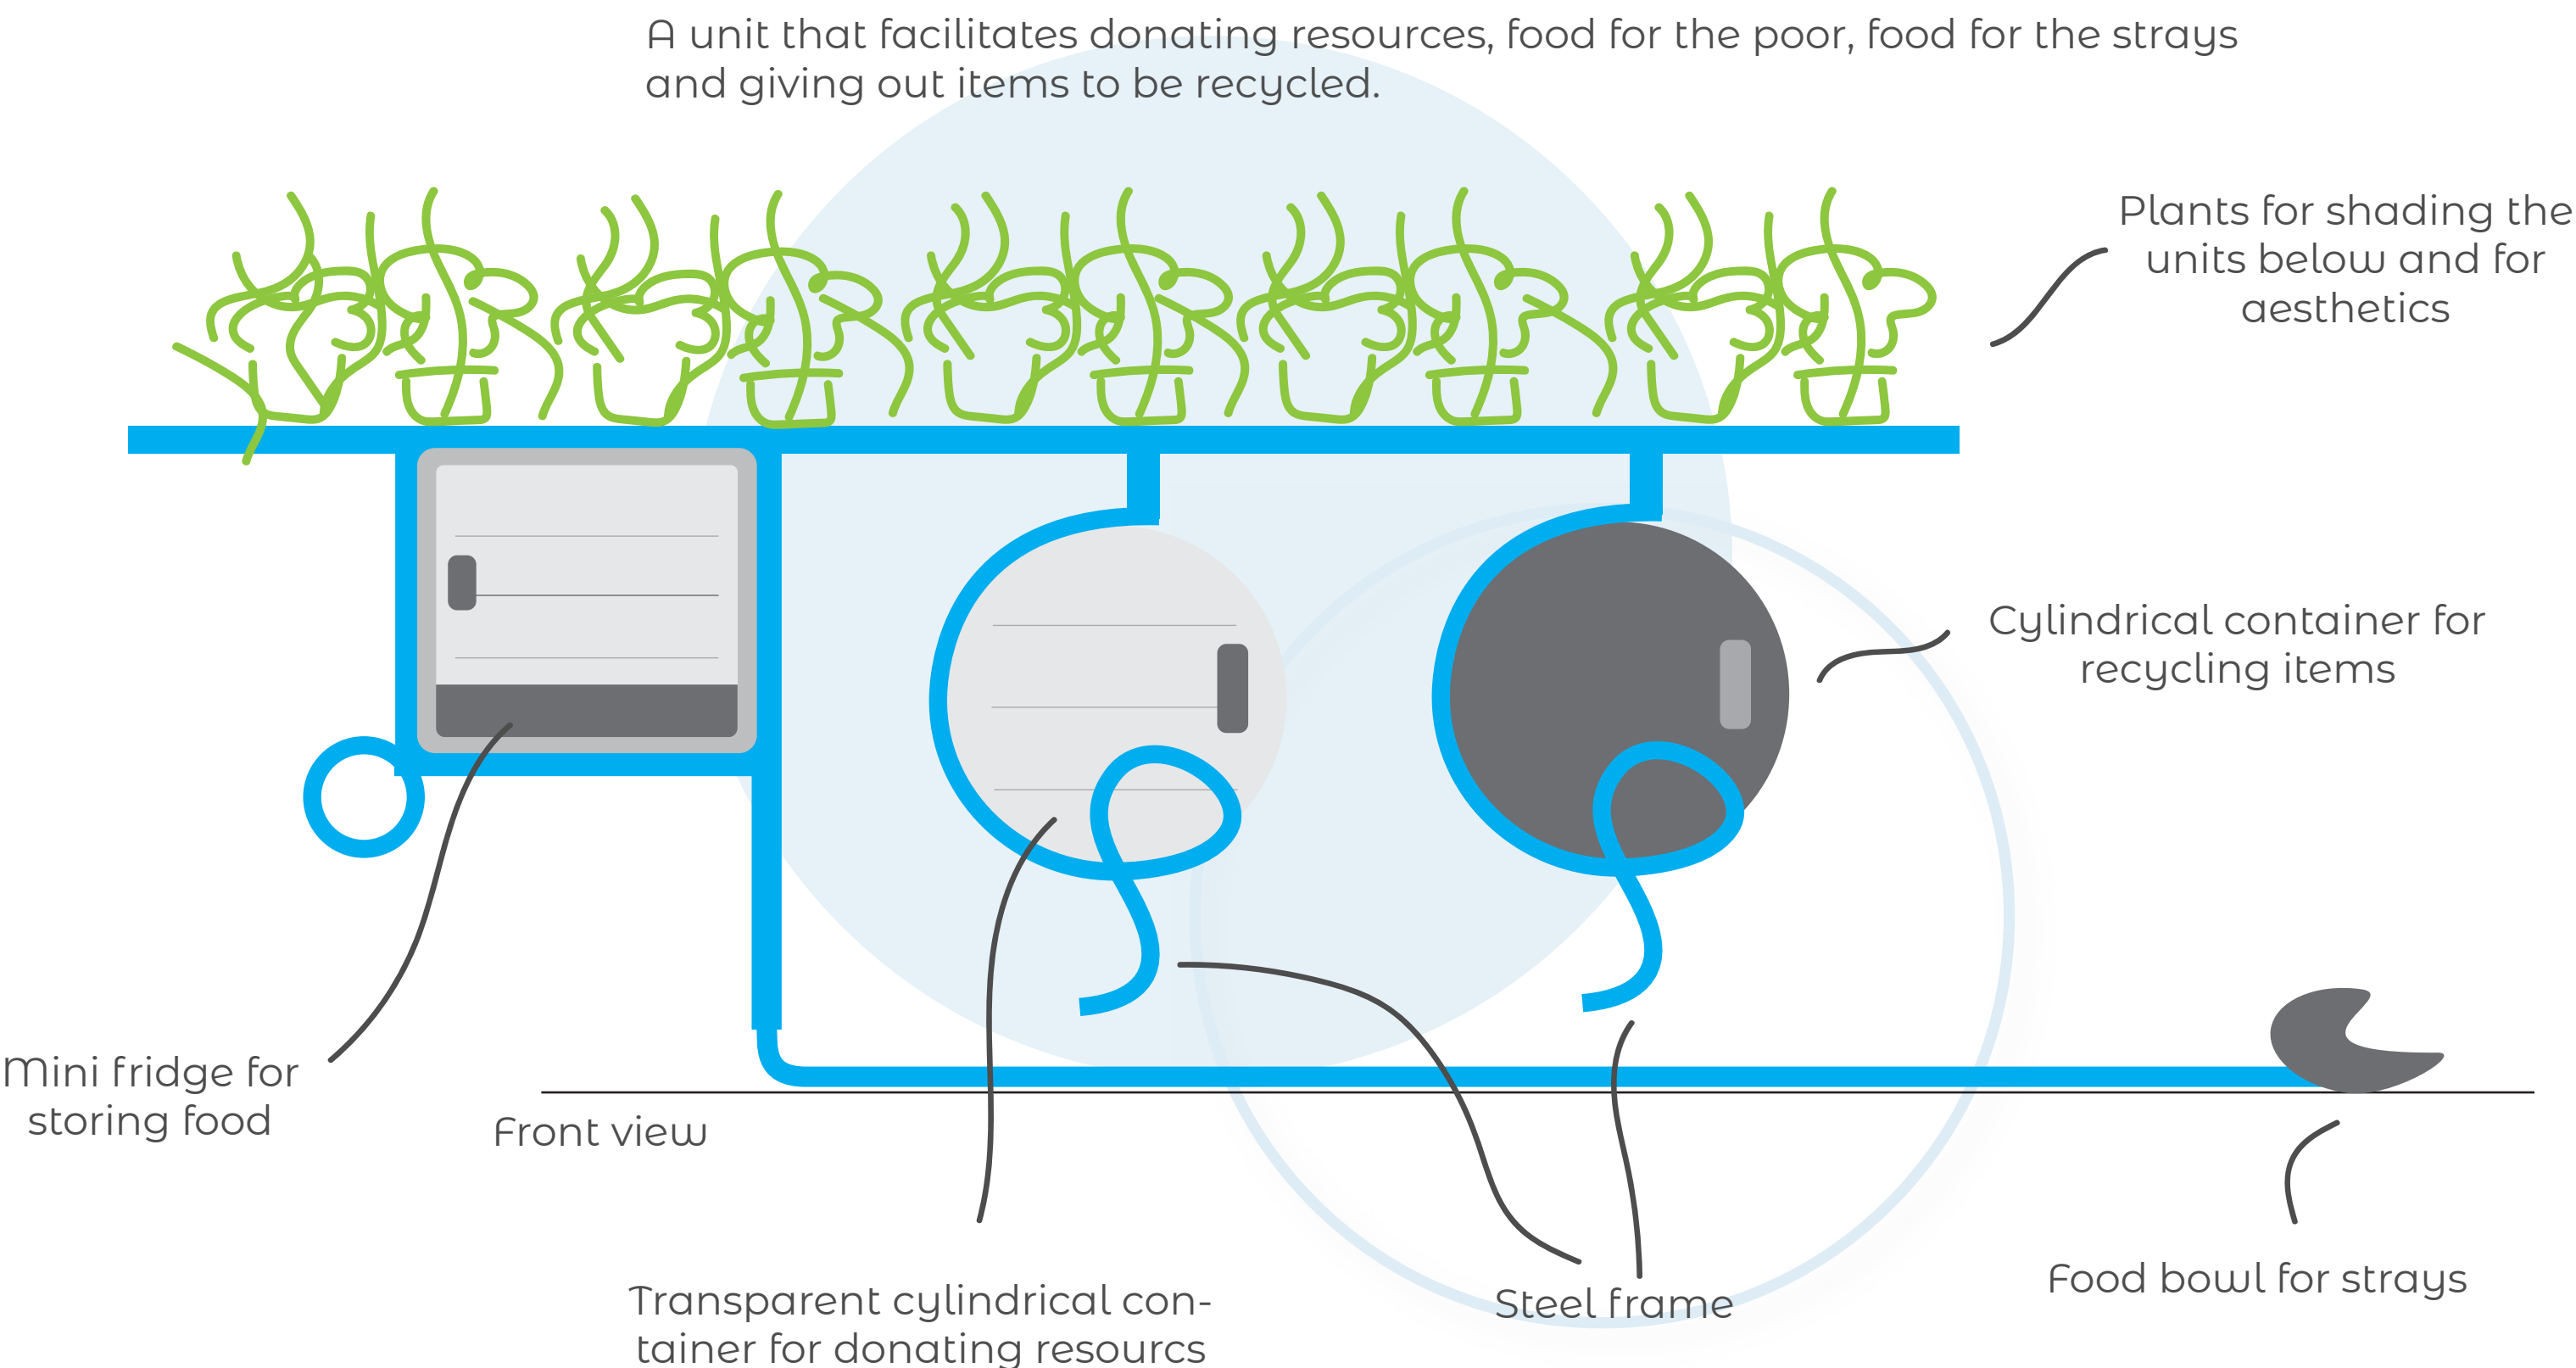 A unit that facilitates donating resources, food for the poor, food for the strays
and giving out items to be recycled.
Plants for shading the
units below and for
aesthetics
Cylindrical container for
recycling items
Mini fridge for
storing food
Front view
Transparent cylindrical con-
tainer for donating resourcs
Steel frame
Food bowl for strays